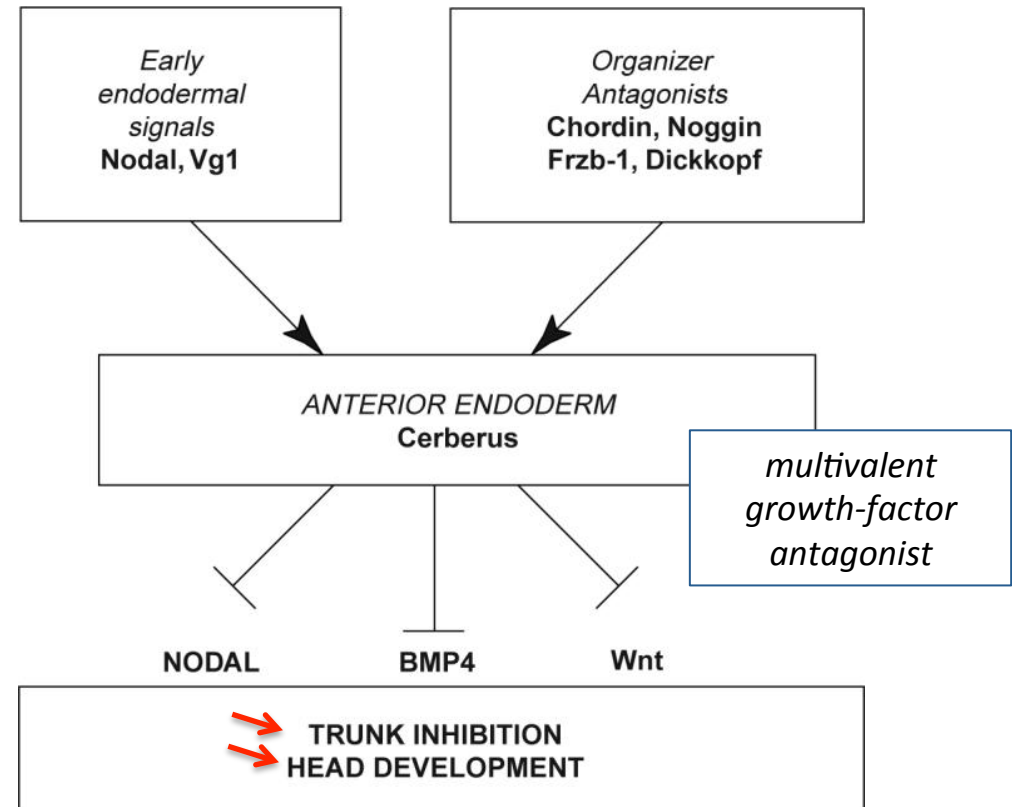 Early
endodermal
signals
Nodal, Vg1
Organizer
Antagonists
Chordin, Noggin
Frzb-1, Dickkopf
ANTERIOR ENDODERM
Cerberus
multivalent
growth-factor
antagonist
NODAL
BMP4
Wnt
TRUNK INHIBITION
HEAD DEVELOPMENT